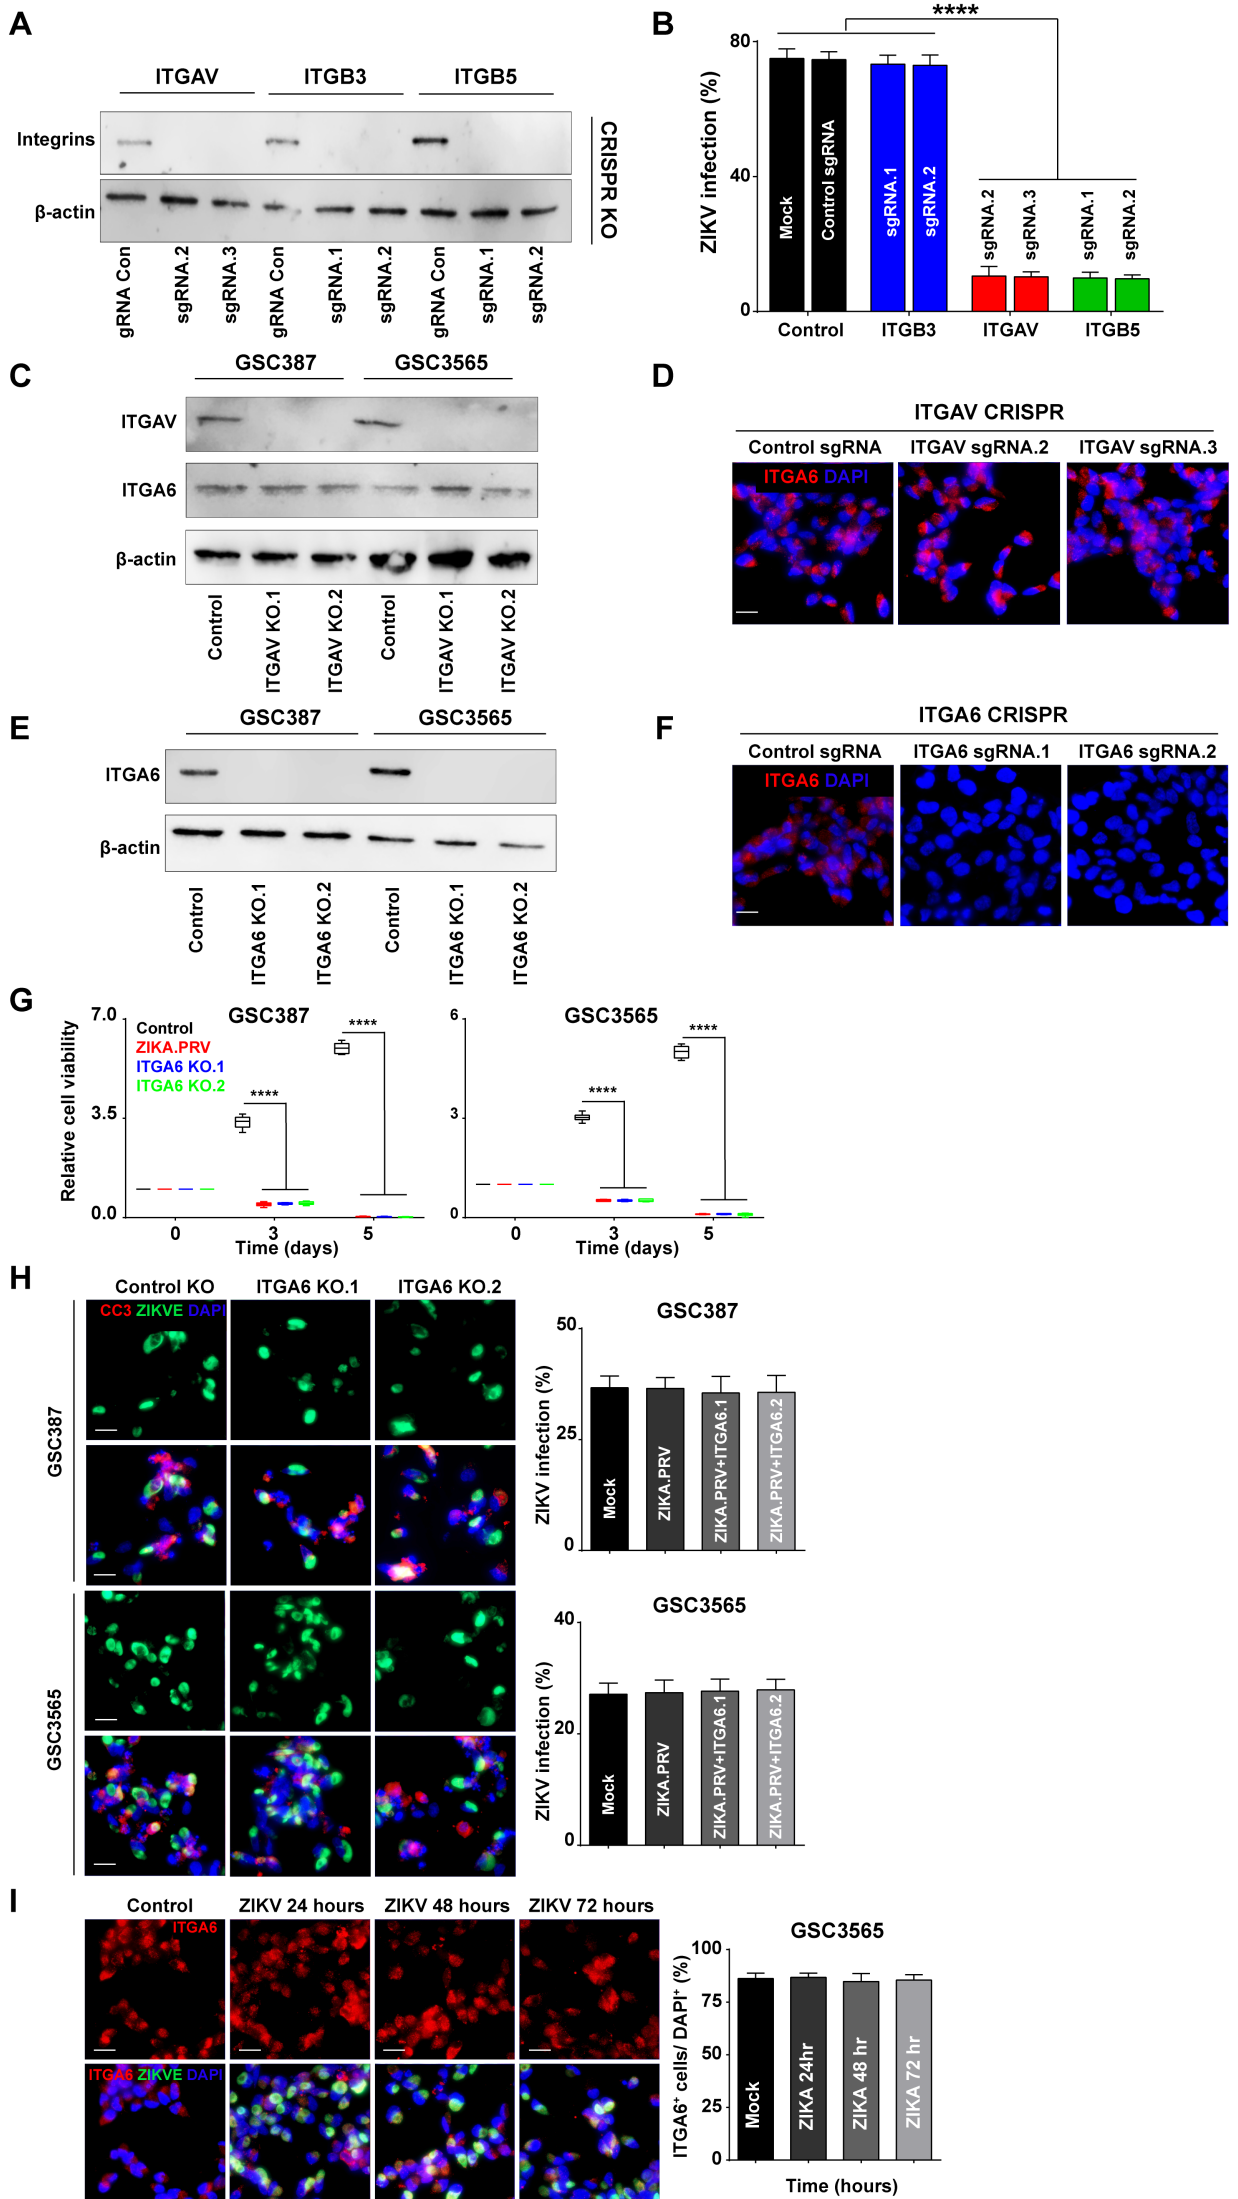 A
ITGAV ITGB3 ITGB5
Integrins
β-actin
CRISPR KO
gRNA Con sgRNA.2 sgRNA.3 gRNA Con sgRNA.1 sgRNA.2 gRNA Con sgRNA.1 sgRNA.2
B
****
ZIKV infection (%)
80
40
0
Mock Control sgRNA sgRNA.1 sgRNA.2 sgRNA.2 sgRNA.3 sgRNA.1 sgRNA.2
Control ITGB3 ITGAV ITGB5
C
GSC387 GSC3565
ITGAV
ITGA6
β-actin
Control ITGAV KO.1 ITGAV KO.2 Control ITGAV KO.1 ITGAV KO.2
D
ITGAV CRISPR
Control sgRNA ITGAV sgRNA.2 ITGAV sgRNA.3
ITGA6 DAPI
E
GSC387 GSC3565
ITGA6
β-actin
Control ITGA6 KO.1 ITGA6 KO.2 Control ITGA6 KO.1 ITGA6 KO.2
F
ITGA6 CRISPR
Control sgRNA ITGA6 sgRNA.1 ITGA6 sgRNA.2
ITGA6 DAPI
G
Relative cell viability
GSC387
7.0
3.5
0.0
Control
ZIKA.PRV
ITGA6 KO.1
ITGA6 KO.2
**** ****
0 3 5
Time (days)
GSC3565
6
3
0
**** ****
0 3 5
Time (days)
H
Control KO ITGA6 KO.1 ITGA6 KO.2
CC3 ZIKVE DAPI
GSC387
GSC3565
GSC387
ZIKV infection (%)
50
25
0
Mock ZIKA.PRV ZIKA.PRV+ITGA6.1 ZIKA.PRV+ITGA6.2
GSC3565
ZIKV infection (%)
40
20
0
Mock ZIKA.PRV ZIKA.PRV+ITGA6.1 ZIKA.PRV+ITGA6.2
I
Control ZIKV 24 hours ZIKV 48 hours ZIKV 72 hours
ITGA6
ITGA6 ZIKVE DAPI
GSC3565
ITGA6⁺ cells/ DAPI⁺ (%)
100
75
50
25
0
Mock ZIKA 24hr ZIKA 48 hr ZIKA 72 hr
Time (hours)